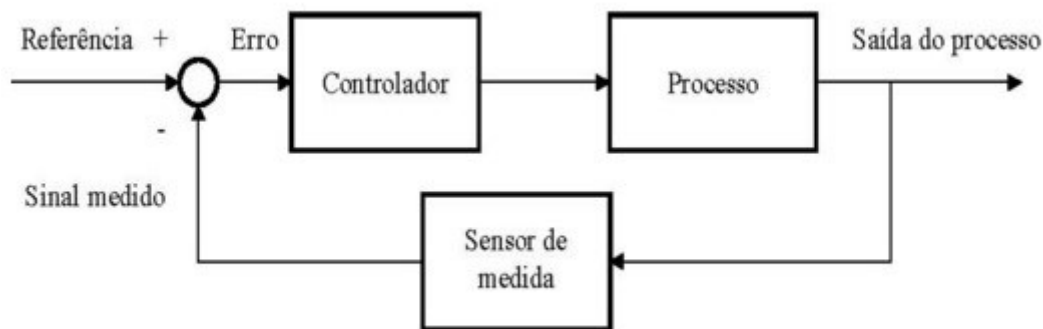 Referência +
Erro
Controlador
Processo
Saída do processo
-
Sinal medido
Sensor de
medida